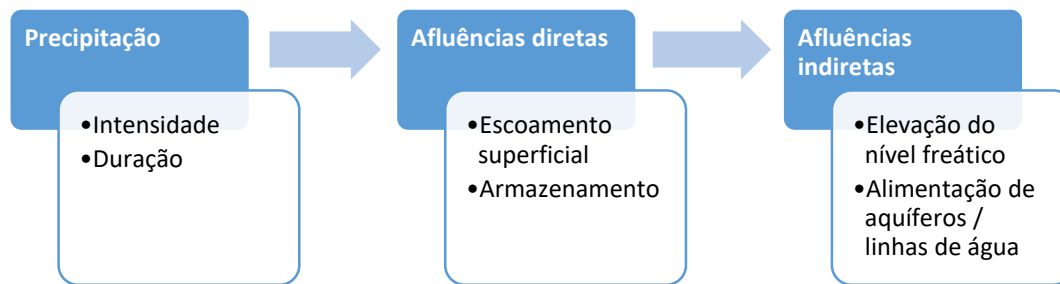 Precipitação
•Intensidade
•Duração
Afluências diretas
•Escoamento
superficial
•Armazenamento
Afluências
indiretas
•Elevação do
nível freático
•Alimentação de
aquíferos /
linhas de água